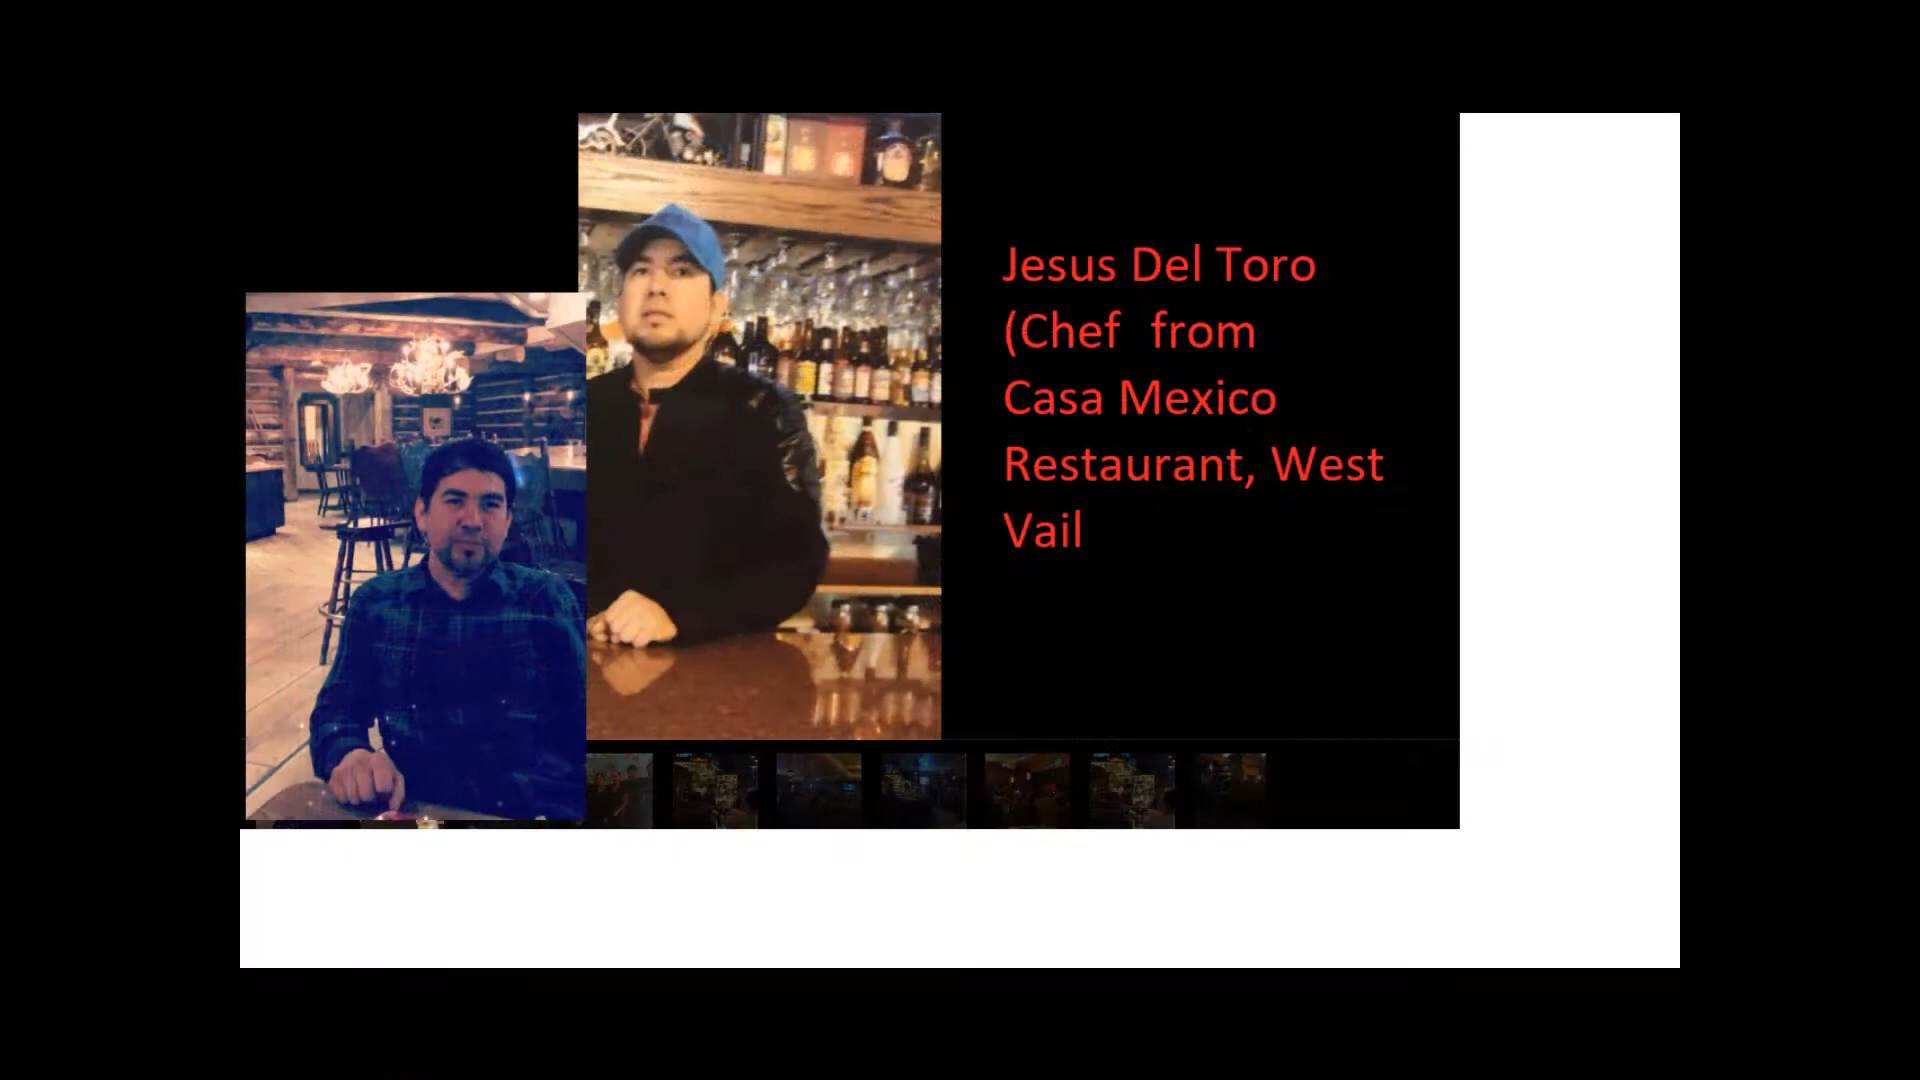 Jesus Del Toro
(Chef  from
Casa Mexico
Restaurant, West
Vail